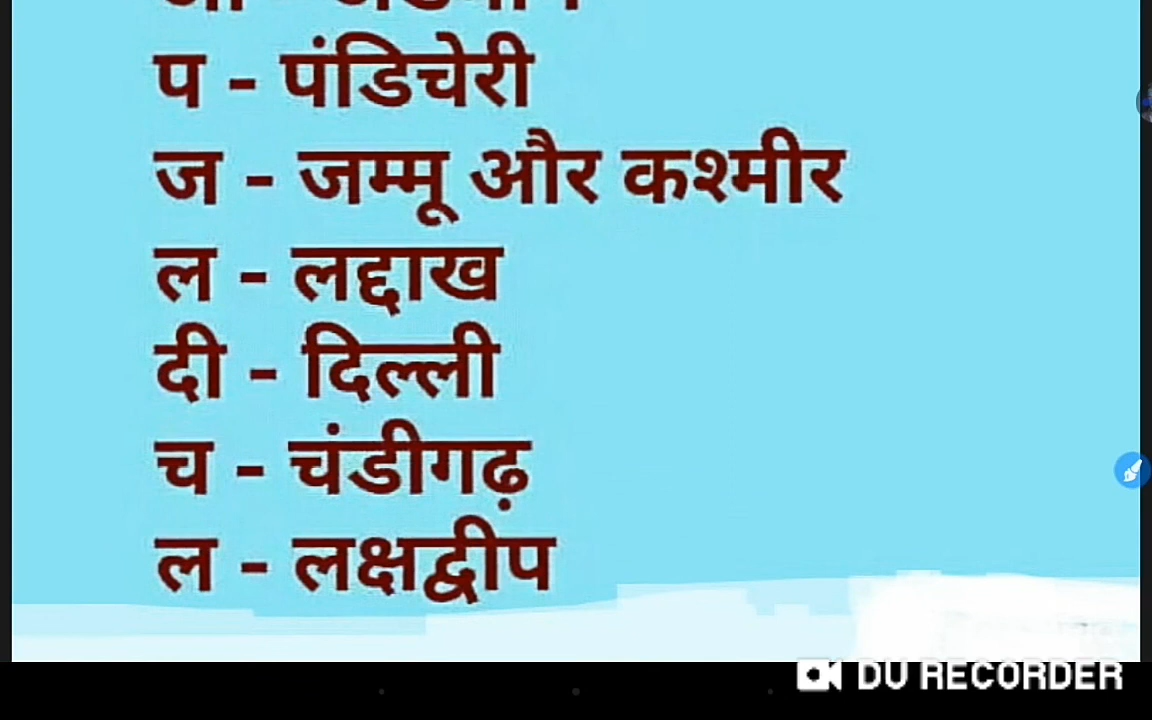 प - पंडिचेरी
ज - जम्मू और कश्मीर
ल - लद्दाख
दी - दिल्ली
च - चंडीगढ़
ल - लक्षद्वीप
DU RECORDER